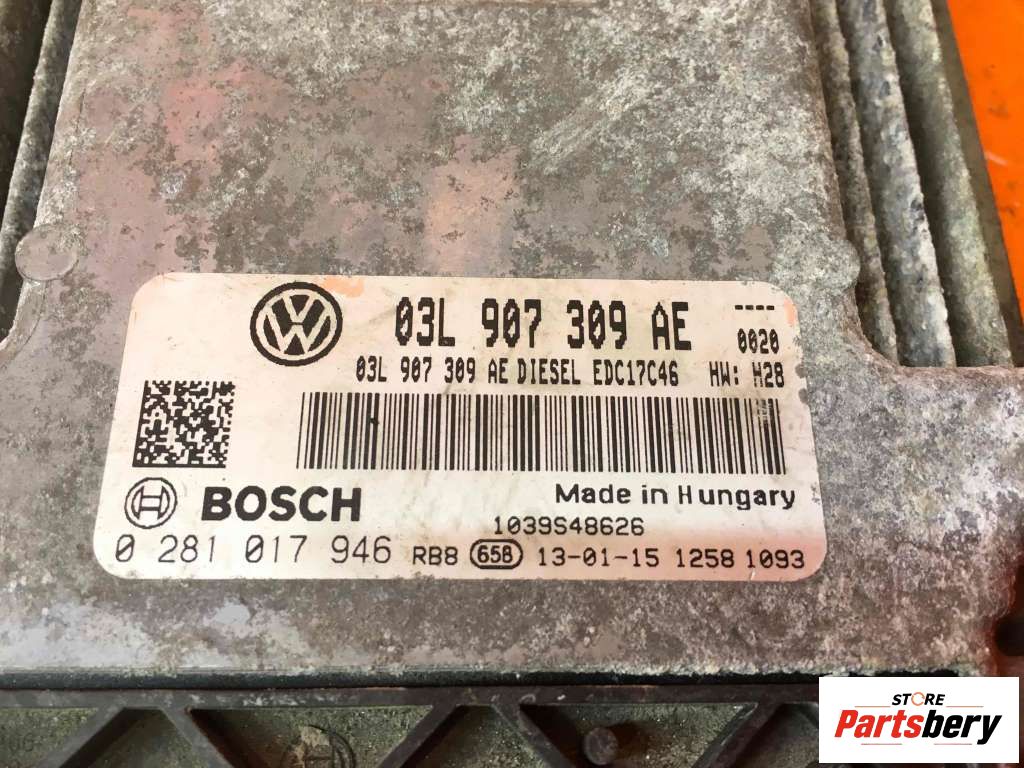 03L 907 309 AE ----
0020
03L 907 309 AE DIESEL EDC17C46 HW: H28
BOSCH Made in Hungary
1039S48626
0 281 017 946 RB8 658 13-01-15 1258 1093
STORE
Partsbery